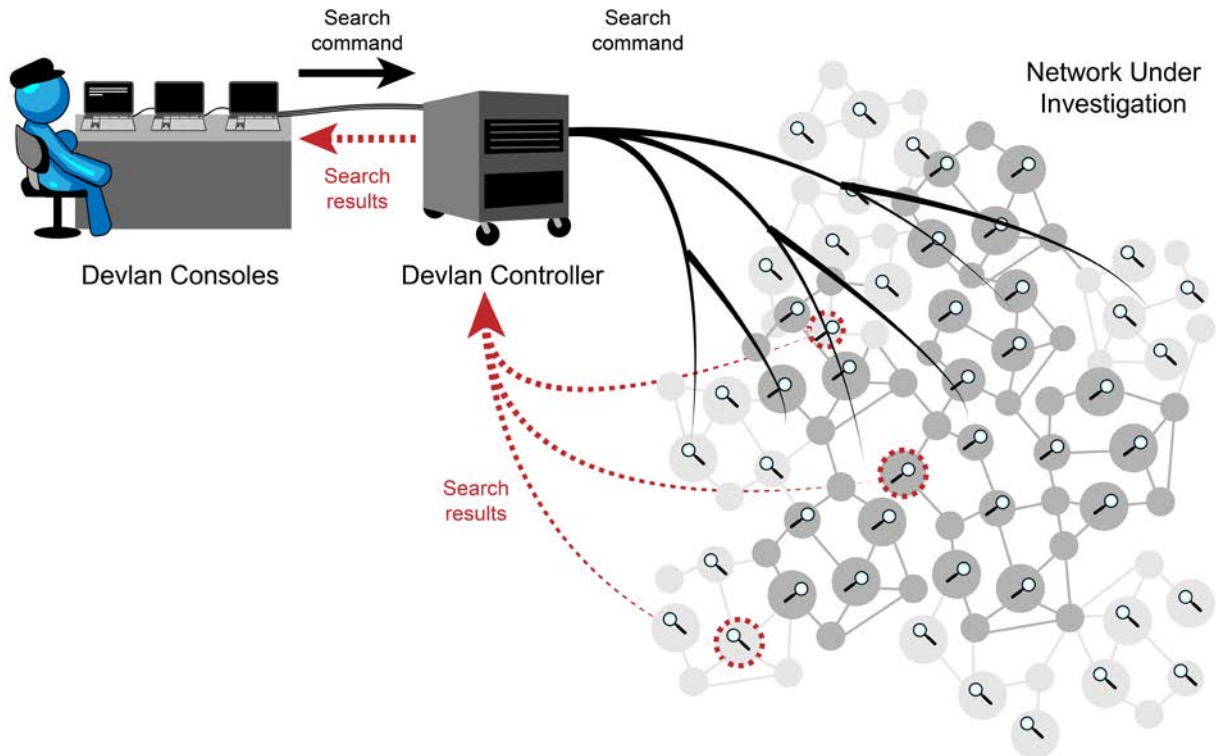 Search
command
Search
command
Network Under
Investigation
Search
results
Devlan Consoles
Devlan Controller
Search
results